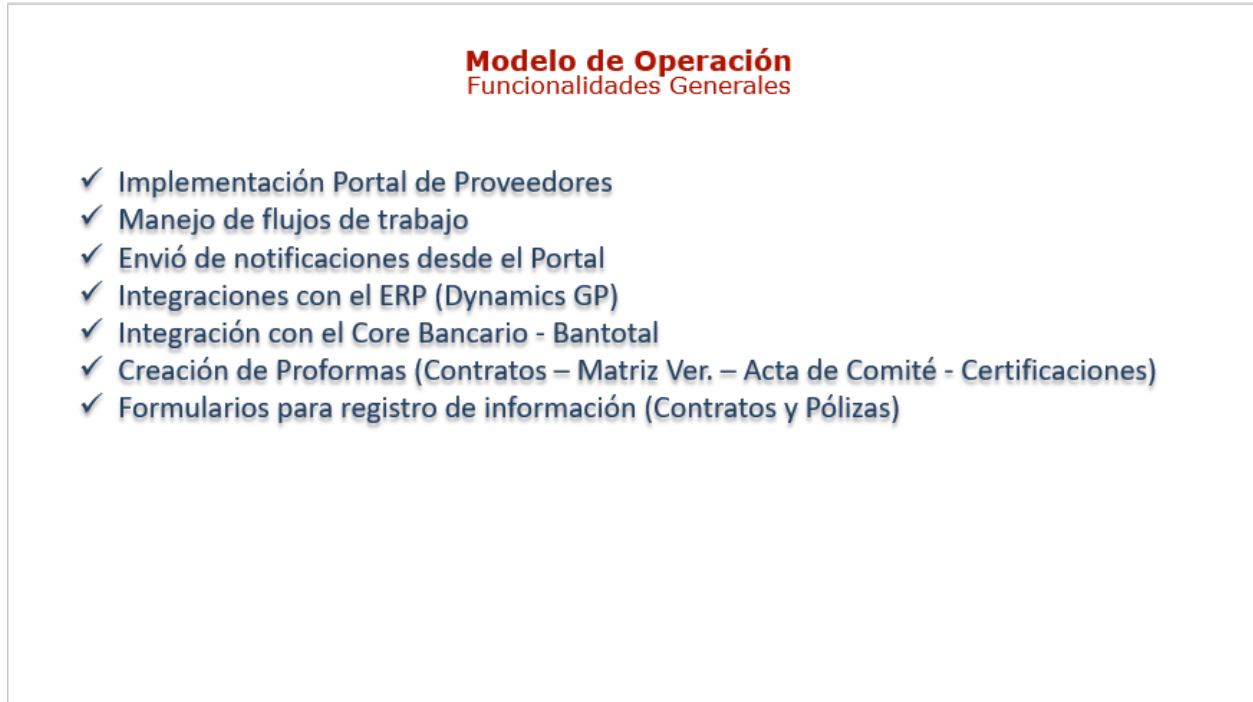 Modelo de Operación
Funcionalidades Generales
✓ Implementación Portal de Proveedores
✓ Manejo de flujos de trabajo
✓ Envió de notificaciones desde el Portal
✓ Integraciones con el ERP (Dynamics GP)
✓ Integración con el Core Bancario - Bantotal
✓ Creación de Proformas (Contratos – Matriz Ver. – Acta de Comité - Certificaciones)
✓ Formularios para registro de información (Contratos y Pólizas)